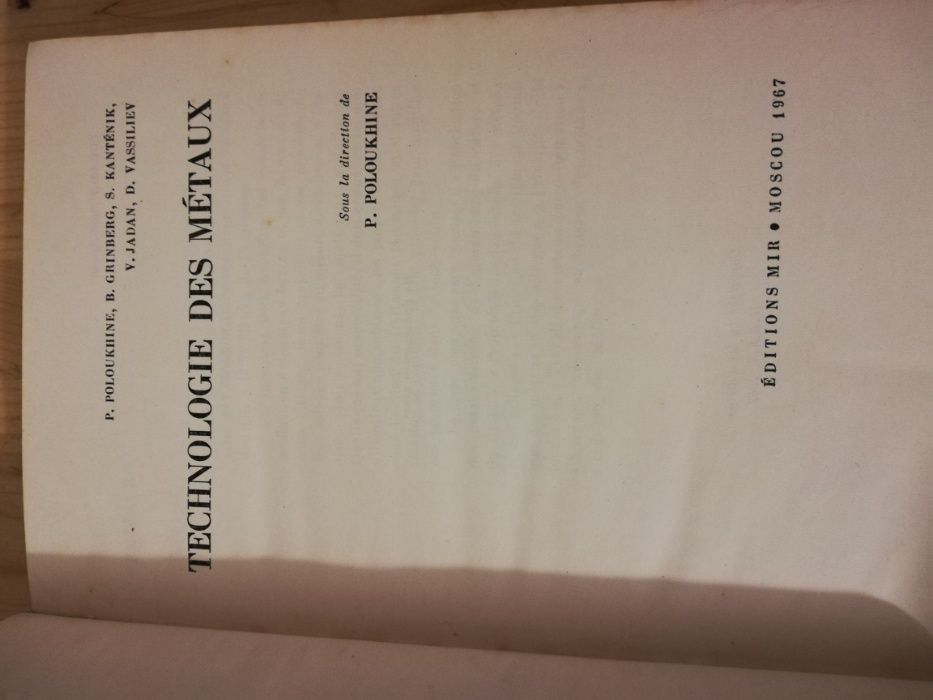 P. POLOUKHINE, B. GRINBERG, S. KANTÉNIK,
V. JADAN, D. VASSILIEV
TECHNOLOGIE DES MÉTAUX
Sous la direction de
P. POLOUKHINE
ÉDITIONS MIR • MOSCOU 1967